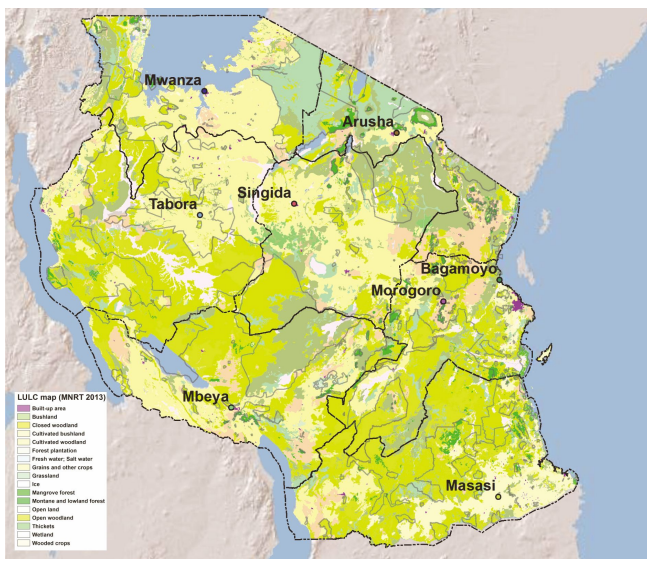 Mwanza
Arusha
Singida
Tabora
Bagamoyo
Morogoro
Mbeya
Masasi
LULC map (MNRT 2013)
Built-up area
Bushland
Closed woodland
Cultivated bushland
Cultivated woodland
Forest plantation
Fresh water; Salt water
Grains and other crops
Grassland
Ice
Mangrove forest
Montane and lowland forest
Open land
Open woodland
Thickets
Wetland
Wooded crops